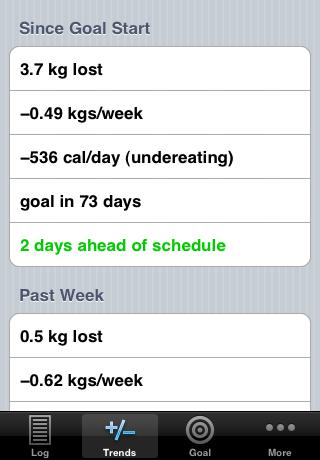 Since Goal Start
3.7 kg lost
−0.49 kgs/week
−536 cal/day (undereating)
goal in 73 days
2 days ahead of schedule
Past Week
0.5 kg lost
−0.62 kgs/week
+/−
Log
Trends
Goal
More